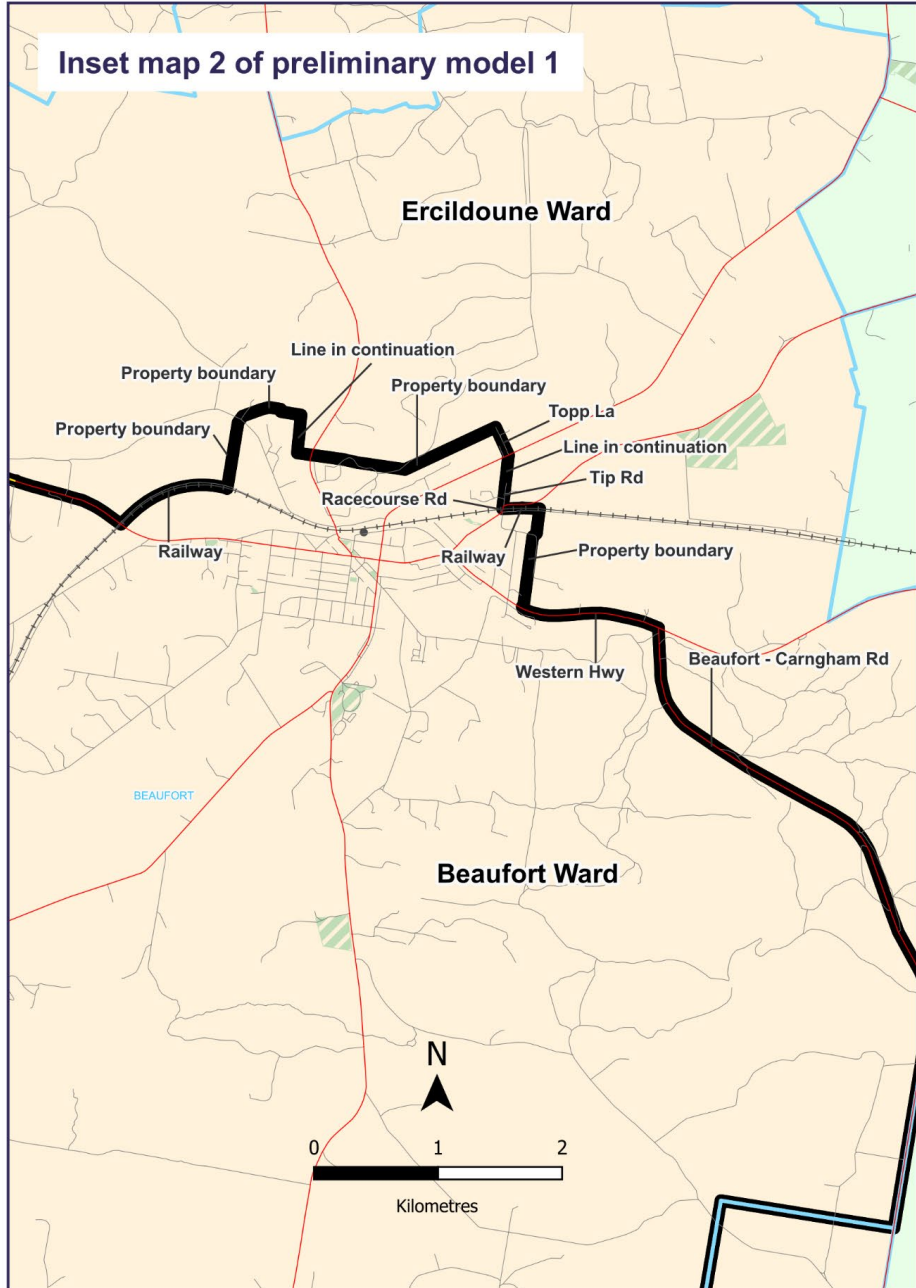 Inset map 2 of preliminary model 1
Ercildoune Ward
Line in continuation
Property boundary
Property boundary
Topp La
Property boundary
Line in continuation
Tip Rd
Racecourse Rd
Railway
Railway
Property boundary
Western Hwy
Beaufort - Carngham Rd
BEAUFORT
Beaufort Ward
N
0 1 2
Kilometres